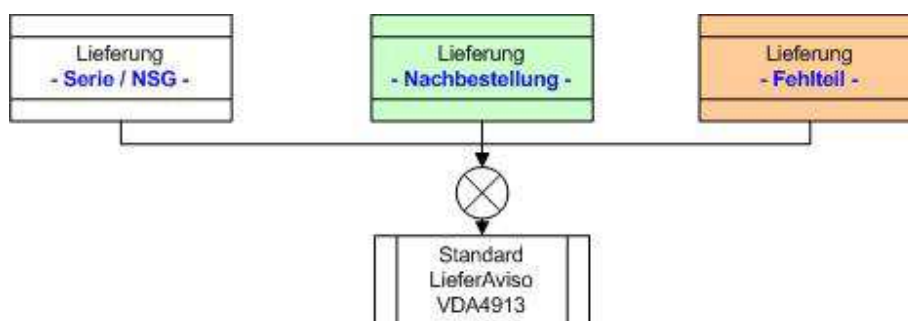 Lieferung
- Serie / NSG -
Lieferung
- Nachbestellung -
Lieferung
- Fehlteil -
Standard
LieferAviso
VDA4913